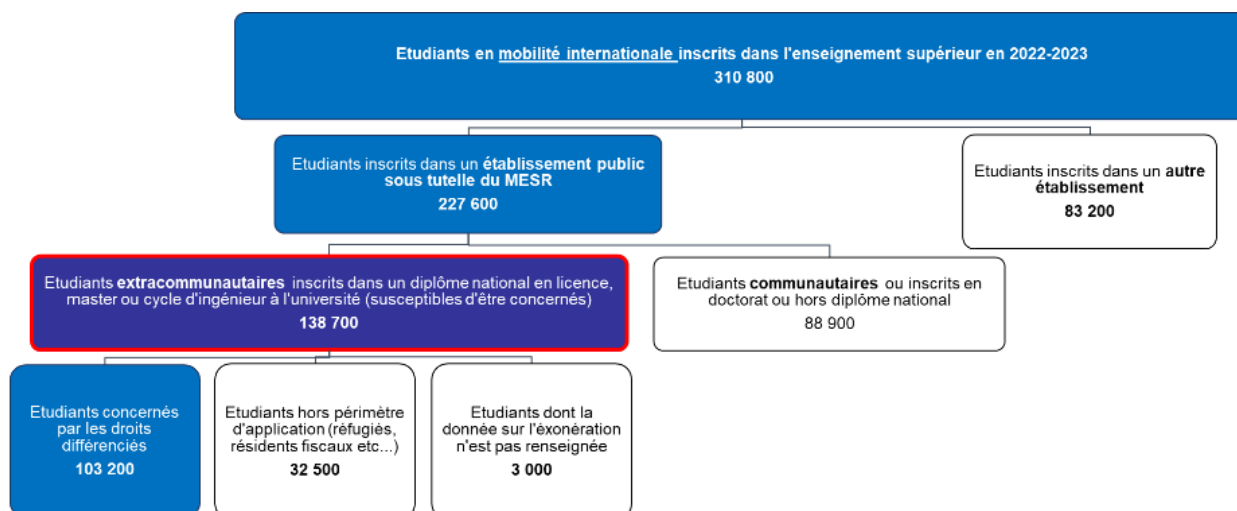 Etudiants en mobilité internationale inscrits dans l'enseignement supérieur en 2022-2023
310 800
Etudiants inscrits dans un établissement public
sous tutelle du MESR
227 600
Etudiants inscrits dans un autre
établissement
83 200
Etudiants extracommunautaires inscrits dans un diplôme national en licence,
master ou cycle d'ingénieur à l'université (susceptibles d'être concernés)
138 700
Etudiants communautaires ou inscrits en
doctorat ou hors diplôme national
88 900
Etudiants concernés
par les droits
différenciés
103 200
Etudiants hors périmètre
d'application (réfugiés,
résidents fiscaux etc...)
32 500
Etudiants dont la
donnée sur l'éxonération
n'est pas renseignée
3 000